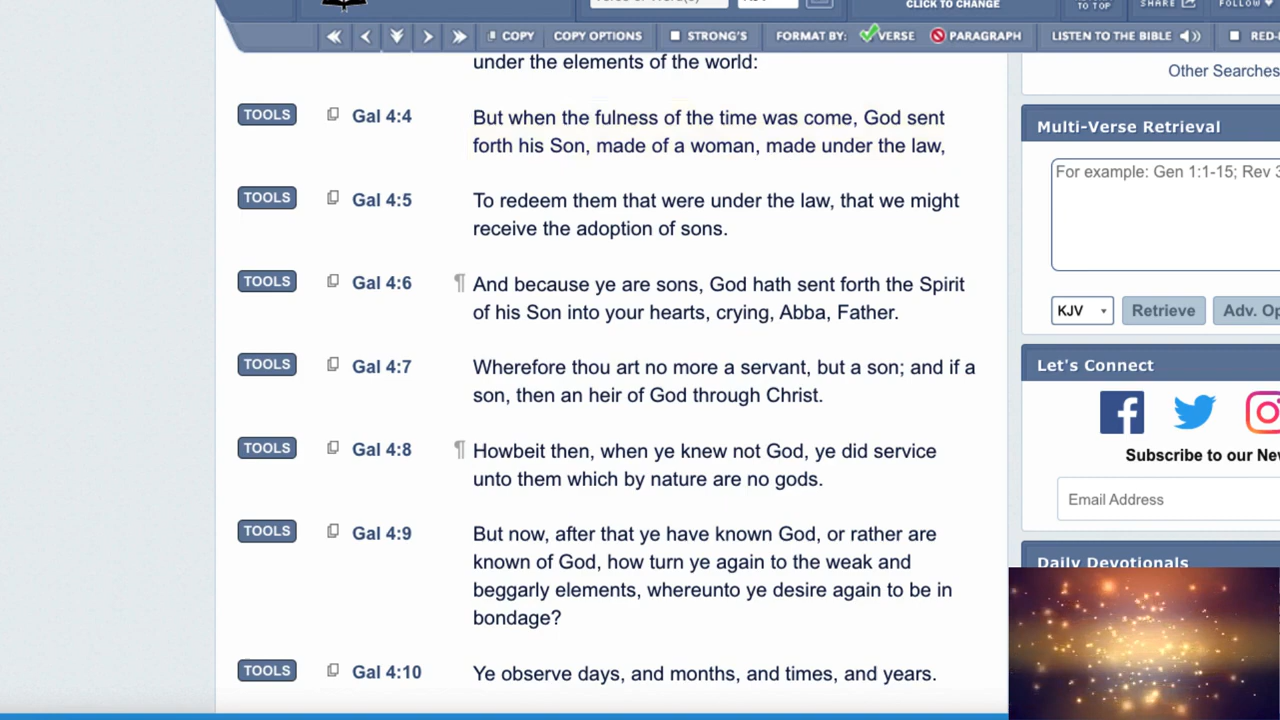 CLICK TO CHANGE
TO TOP
SHARE
FOLLOW
COPY
COPY OPTIONS
STRONG'S
FORMAT BY:
VERSE
PARAGRAPH
LISTEN TO THE BIBLE
RED-
under the elements of the world:
TOOLS Gal 4:4 But when the fulness of the time was come, God sent
forth his Son, made of a woman, made under the law,
TOOLS Gal 4:5 To redeem them that were under the law, that we might
receive the adoption of sons.
TOOLS Gal 4:6 ¶ And because ye are sons, God hath sent forth the Spirit
of his Son into your hearts, crying, Abba, Father.
TOOLS Gal 4:7 Wherefore thou art no more a servant, but a son; and if a
son, then an heir of God through Christ.
TOOLS Gal 4:8 ¶ Howbeit then, when ye knew not God, ye did service
unto them which by nature are no gods.
TOOLS Gal 4:9 But now, after that ye have known God, or rather are
known of God, how turn ye again to the weak and
beggarly elements, whereunto ye desire again to be in
bondage?
TOOLS Gal 4:10 Ye observe days, and months, and times, and years.
Other Searches
Multi-Verse Retrieval
For example: Gen 1:1-15; Rev 3
KJV
Retrieve
Adv. Op
Let's Connect
Subscribe to our Ne
Email Address
Daily Devotionals